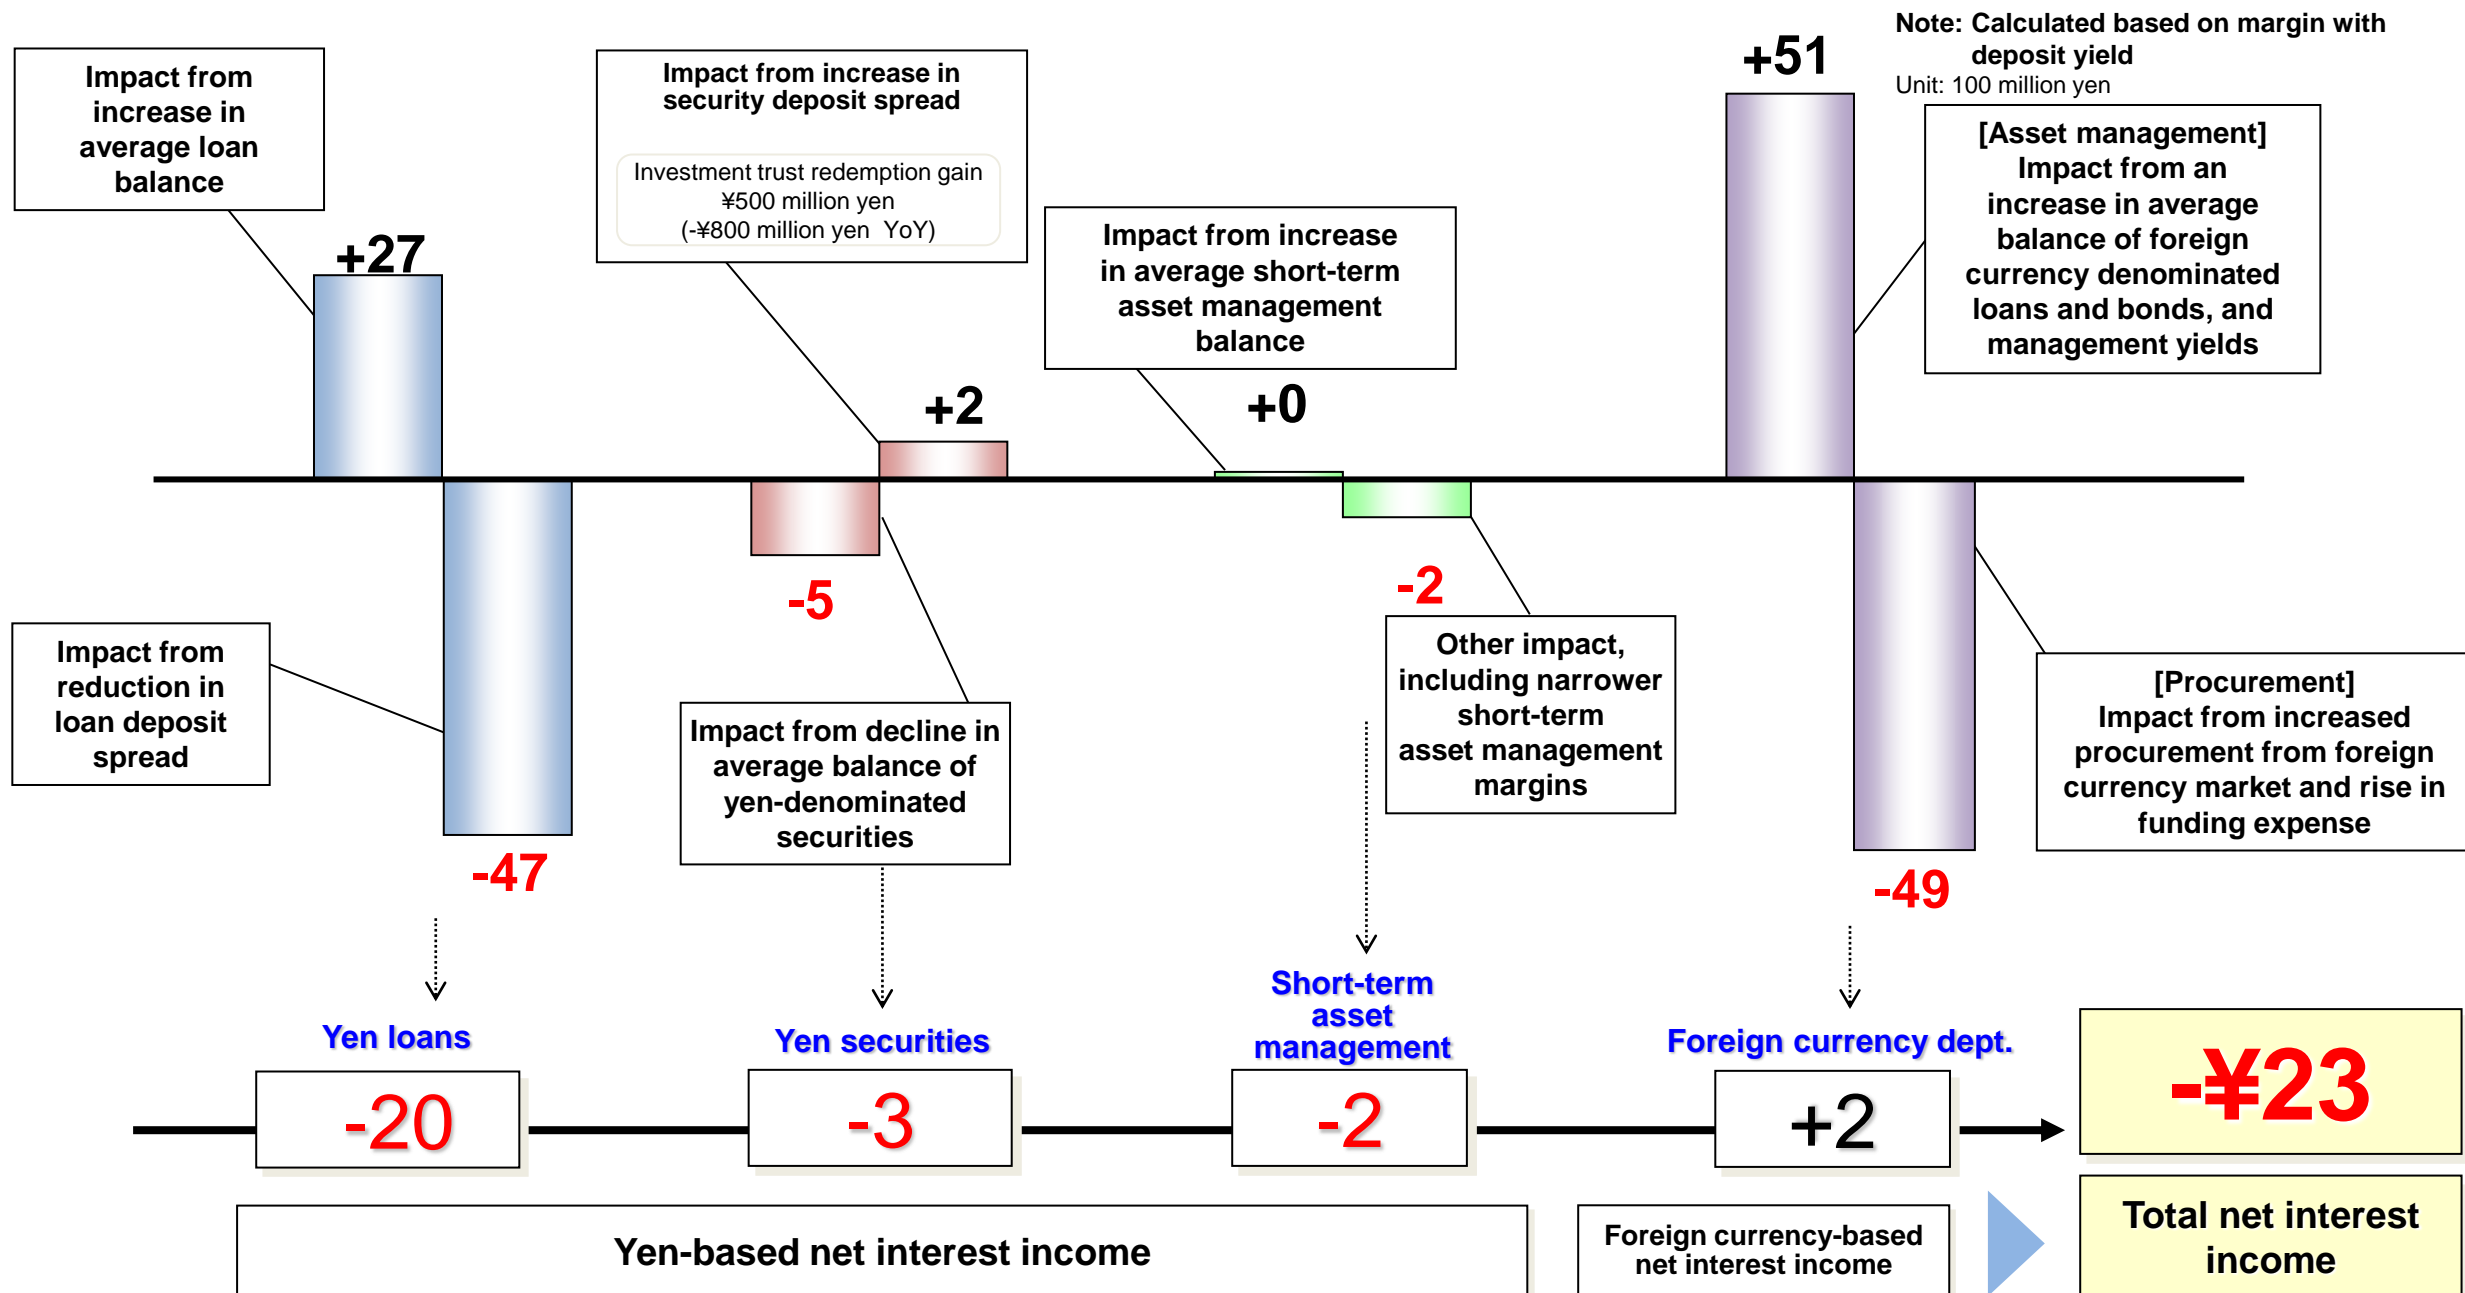 Note: Calculated based on margin with
deposit yield
Unit: 100 million yen
Impact from
increase in
average loan
balance
+27
Impact from increase in
security deposit spread
Investment trust redemption gain
¥500 million yen
(-¥800 million yen YoY)
+2
Impact from increase
in average short-term
asset management
balance
+0
+51
[Asset management]
Impact from an
increase in average
balance of foreign
currency denominated
loans and bonds, and
management yields
Impact from
reduction in
loan deposit
spread
-47
-5
Impact from decline in
average balance of
yen-denominated
securities
-2
Other impact,
including narrower
short-term
asset management
margins
-49
[Procurement]
Impact from increased
procurement from foreign
currency market and rise in
funding expense
Yen loans
-20
Yen securities
-3
Short-term
asset
management
-2
Foreign currency dept.
+2
-¥23
Yen-based net interest income
Foreign currency-based
net interest income
Total net interest
income